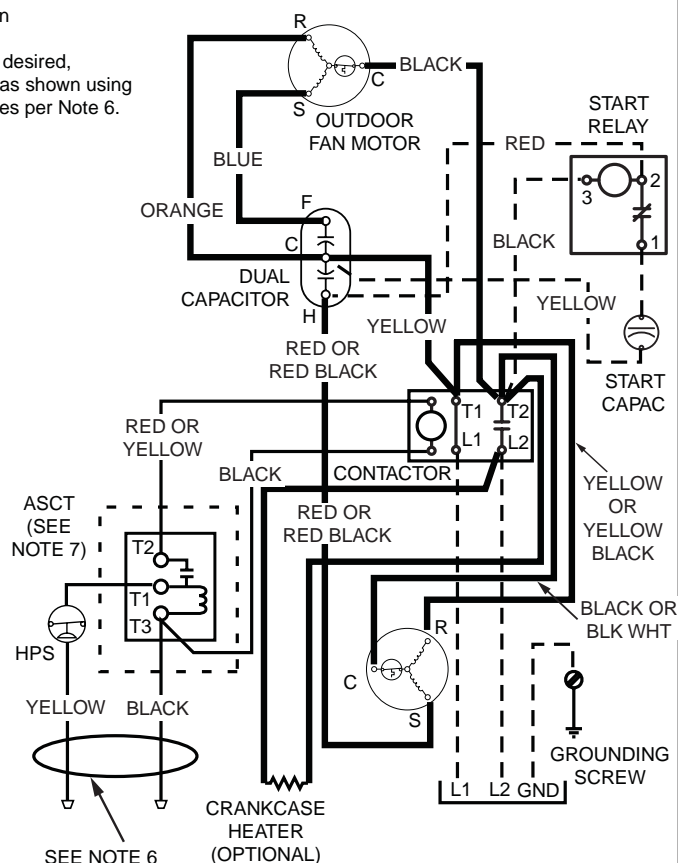 n
desired,
as shown using
es per Note 6.
R
S
C
BLACK
OUTDOOR
FAN MOTOR
START
RELAY
RED
BLUE
ORANGE
3
2
1
F
C
H
DUAL
CAPACITOR
BLACK
YELLOW
YELLOW
START
CAPAC
RED OR
RED BLACK
T1
T2
L1
L2
CONTACTOR
RED OR
YELLOW
BLACK
RED OR
RED BLACK
YELLOW
OR
YELLOW
BLACK
ASCT
(SEE
NOTE 7)
T2
T1
T3
HPS
BLACK OR
BLK WHT
R
C
S
YELLOW
BLACK
GROUNDING
SCREW
L1 L2 GND
CRANKCASE
HEATER
(OPTIONAL)
SEE NOTE 6